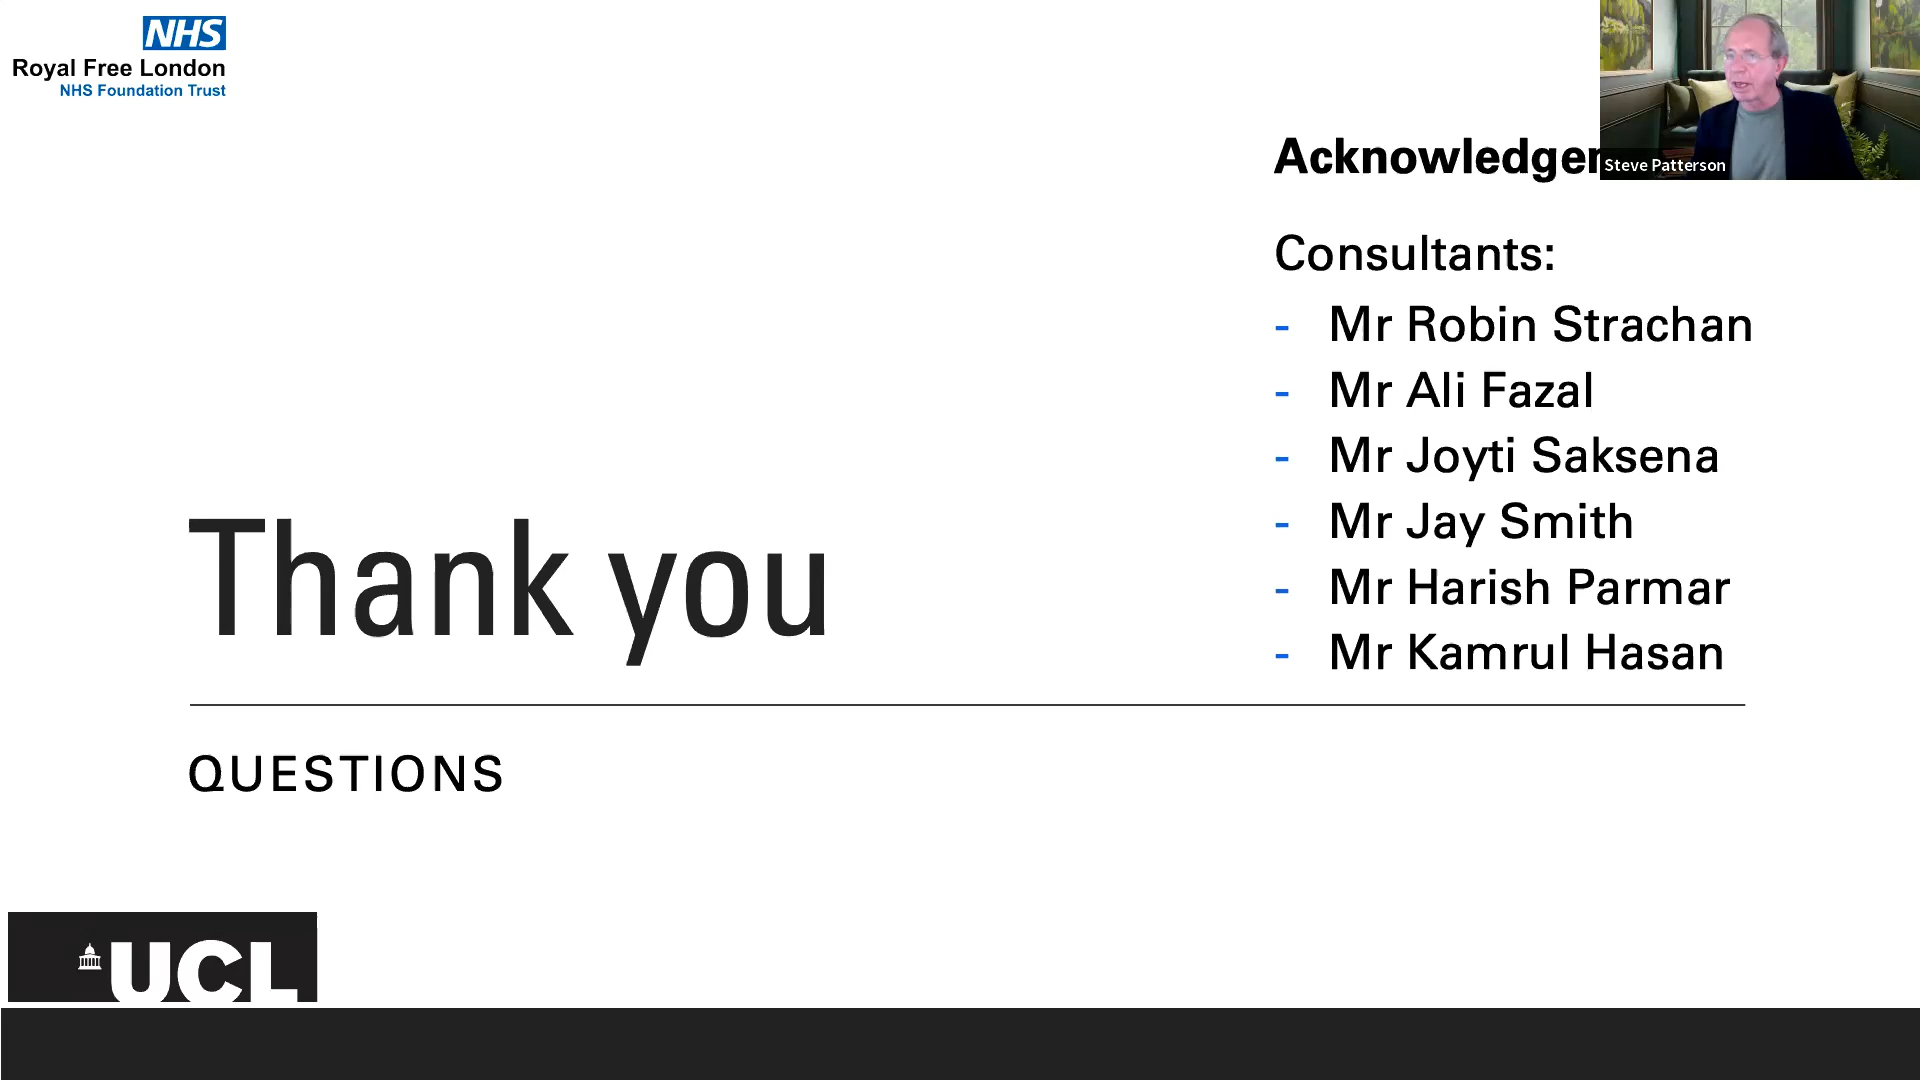 NHS
Royal Free London
NHS Foundation Trust
Steve Patterson
Consultants:
- Mr Robin Strachan
- Mr Ali Fazal
- Mr Joyti Saksena
- Mr Jay Smith
- Mr Harish Parmar
- Mr Kamrul Hasan
Thank you
QUESTIONS
UCL